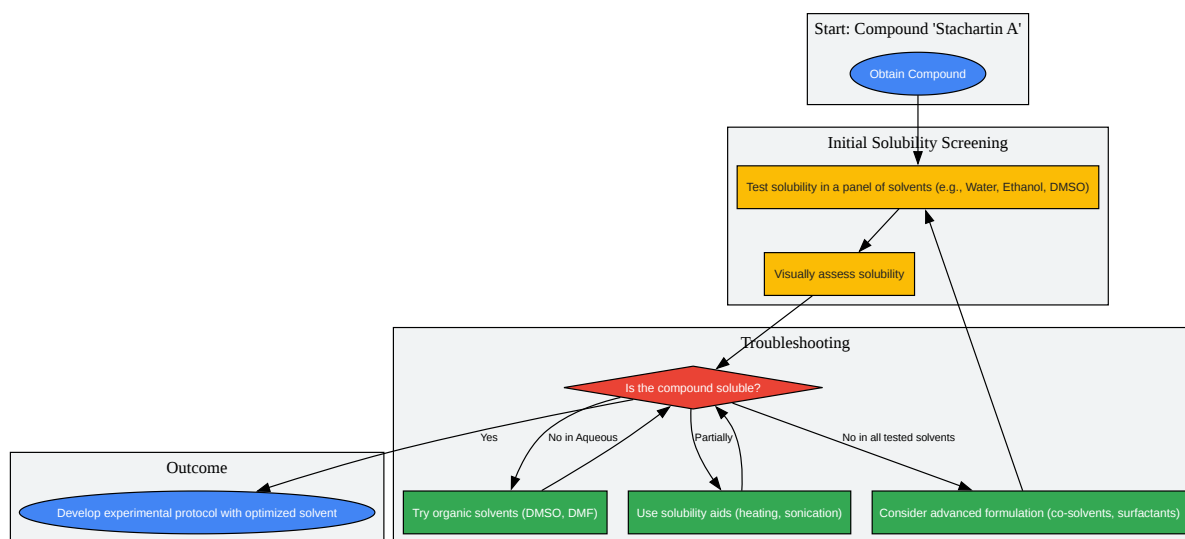 Start: Compound 'Stachartin A'
Obtain Compound
Initial Solubility Screening
Test solubility in a panel of solvents (e.g., Water, Ethanol, DMSO)
Visually assess solubility
Troubleshooting
Is the compound soluble?
Yes
No in Aqueous
Partially
No in all tested solvents
Outcome
Develop experimental protocol with optimized solvent
Try organic solvents (DMSO, DMF)
Use solubility aids (heating, sonication)
Consider advanced formulation (co-solvents, surfactants)